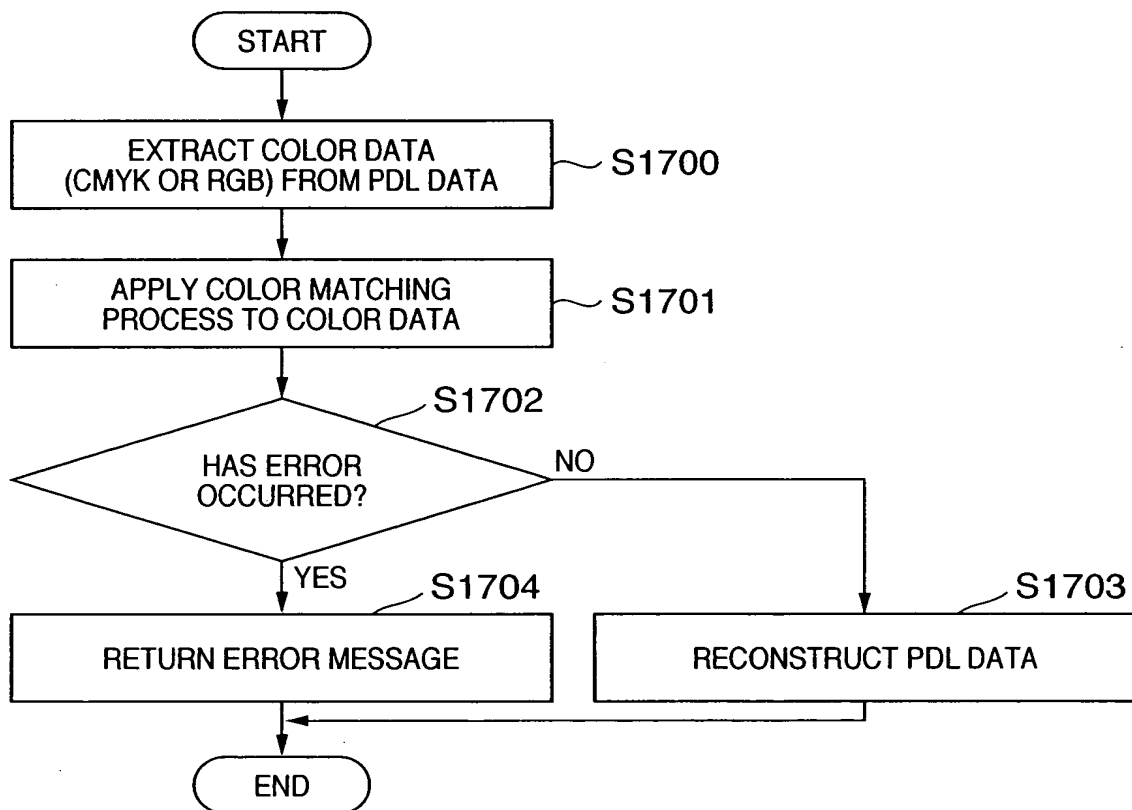 START
EXTRACT COLOR DATA
(CMYK OR RGB) FROM PDL DATA
S1700
APPLY COLOR MATCHING
PROCESS TO COLOR DATA
S1701
S1702
HAS ERROR
OCCURRED?
NO
YES
S1704
S1703
RETURN ERROR MESSAGE
RECONSTRUCT PDL DATA
END